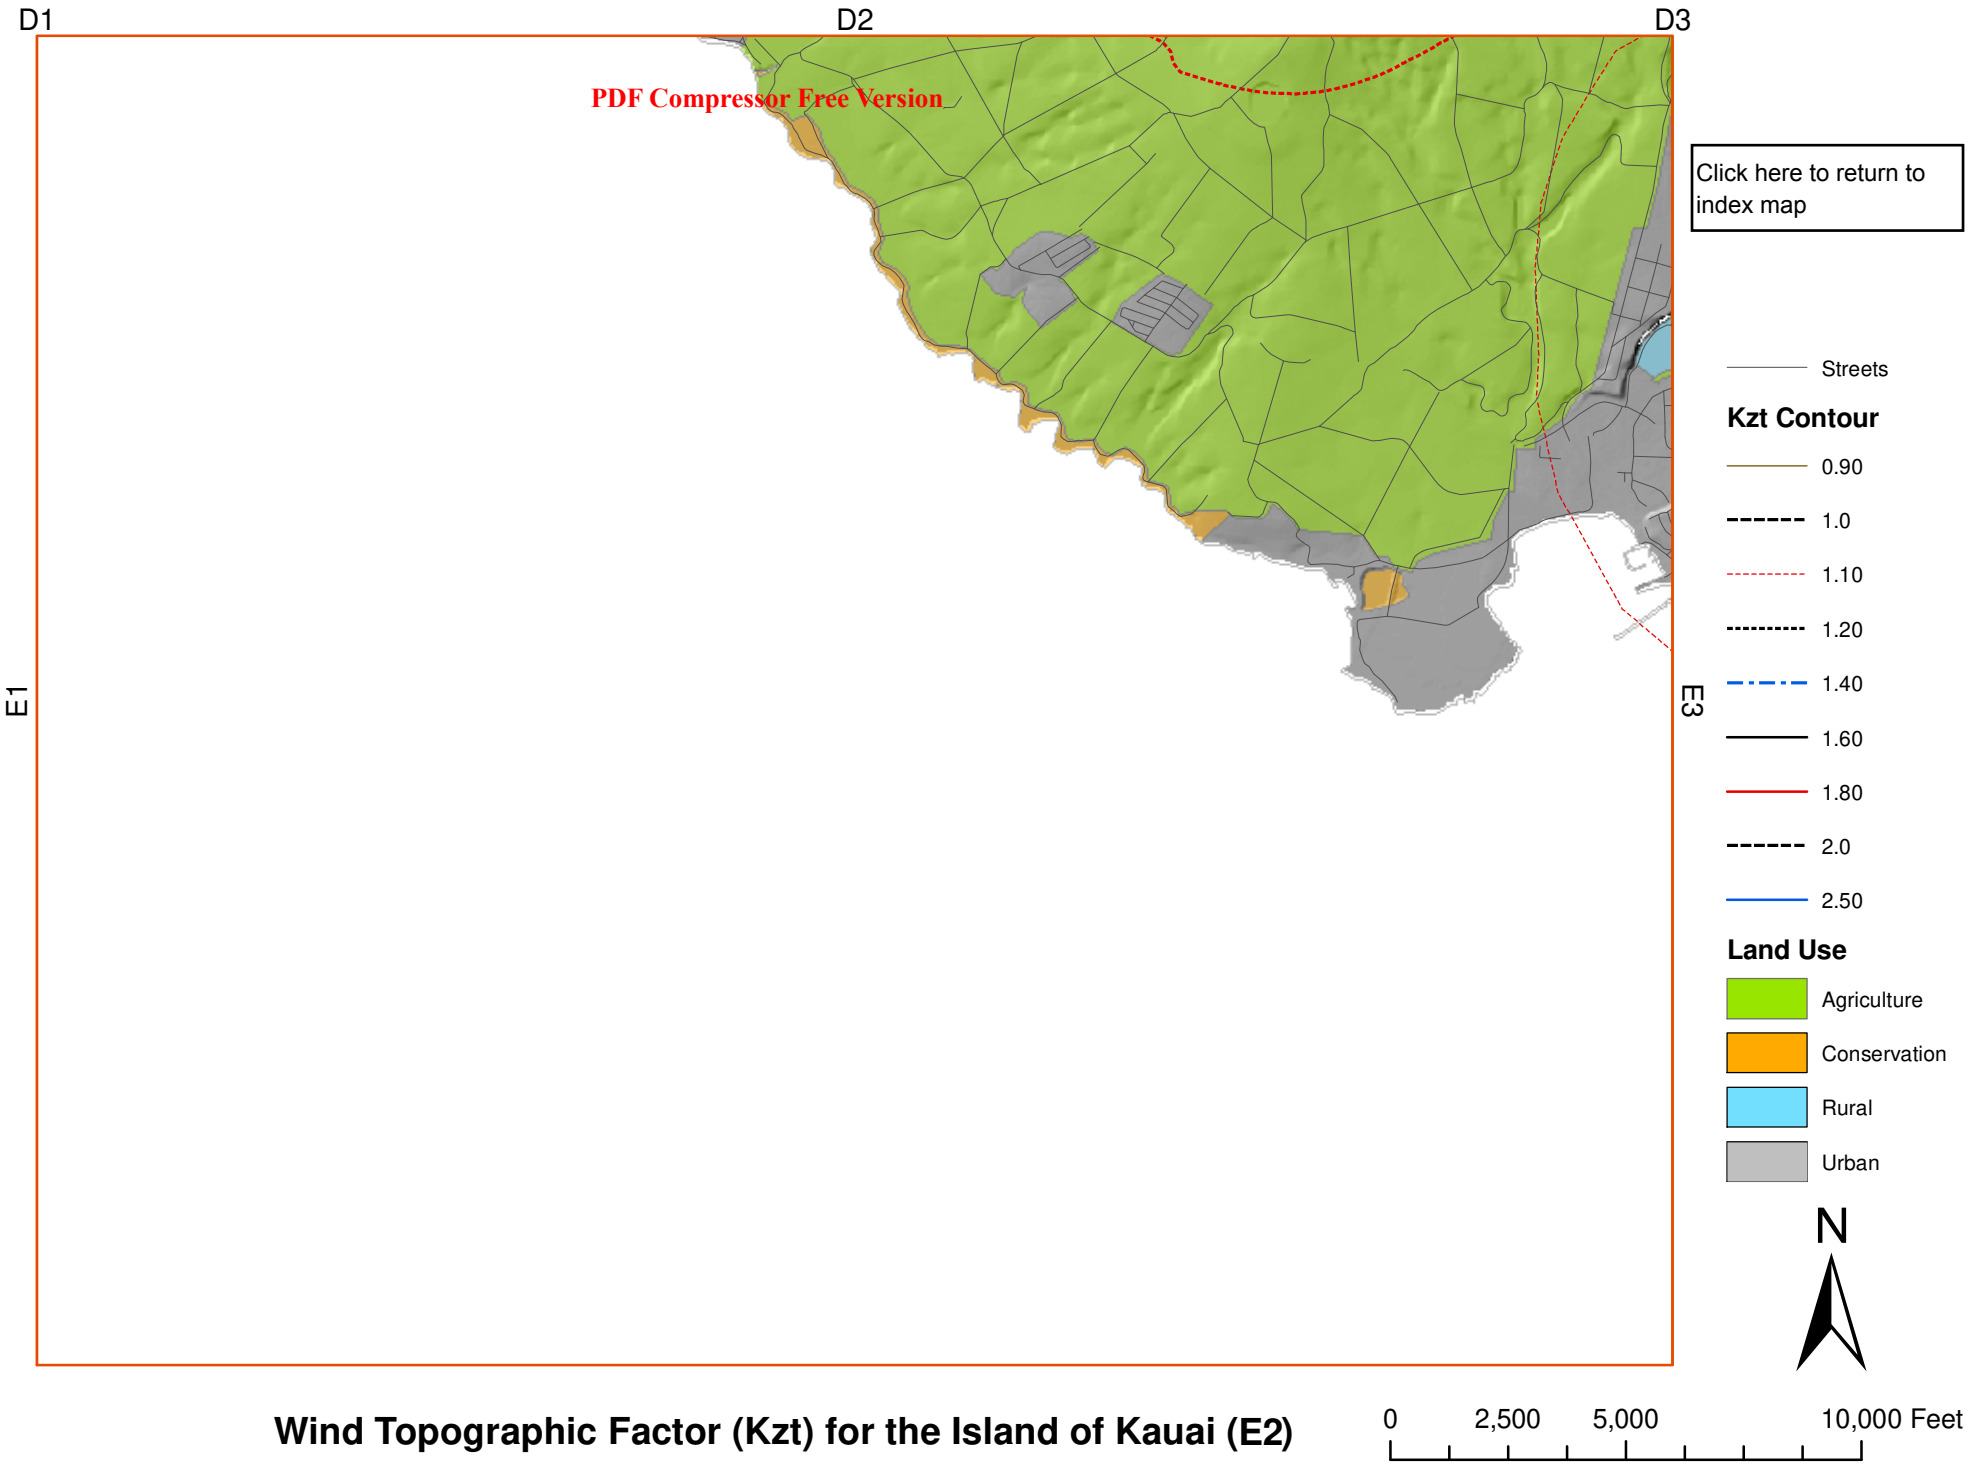 D1
D2
D3
PDF Compressor Free Version
Click here to return to
index map
Streets
Kzt Contour
0.90
1.0
1.10
1.20
1.40
1.60
1.80
2.0
2.50
E1
E3
Land Use
Agriculture
Conservation
Rural
Urban
N
Wind Topographic Factor (Kzt) for the Island of Kauai (E2)
0 2,500 5,000 10,000 Feet